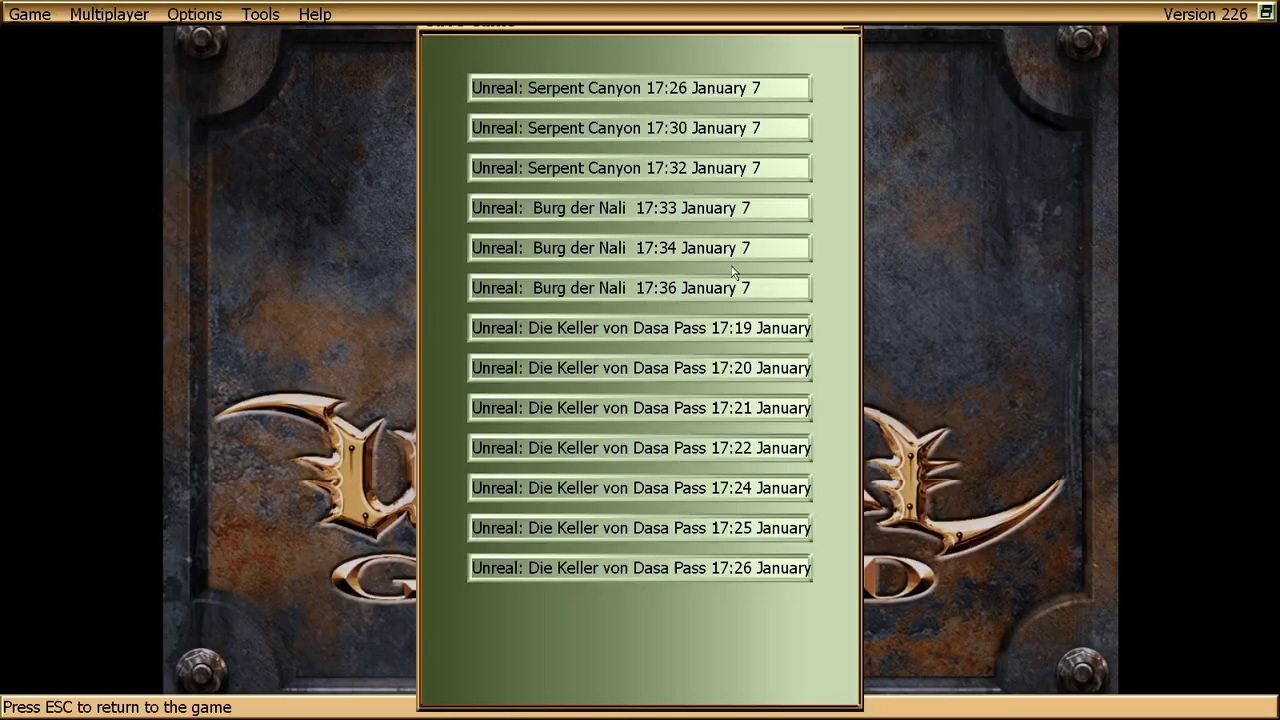 Game Multiplayer Options Tools Help Version 226
Unreal: Serpent Canyon 17:26 January 7
Unreal: Serpent Canyon 17:30 January 7
Unreal: Serpent Canyon 17:32 January 7
Unreal: Burg der Nali 17:33 January 7
Unreal: Burg der Nali 17:34 January 7
Unreal: Burg der Nali 17:36 January 7
Unreal: Die Keller von Dasa Pass 17:19 January
Unreal: Die Keller von Dasa Pass 17:20 January
Unreal: Die Keller von Dasa Pass 17:21 January
Unreal: Die Keller von Dasa Pass 17:22 January
Unreal: Die Keller von Dasa Pass 17:24 January
Unreal: Die Keller von Dasa Pass 17:25 January
Unreal: Die Keller von Dasa Pass 17:26 January
Press ESC to return to the game